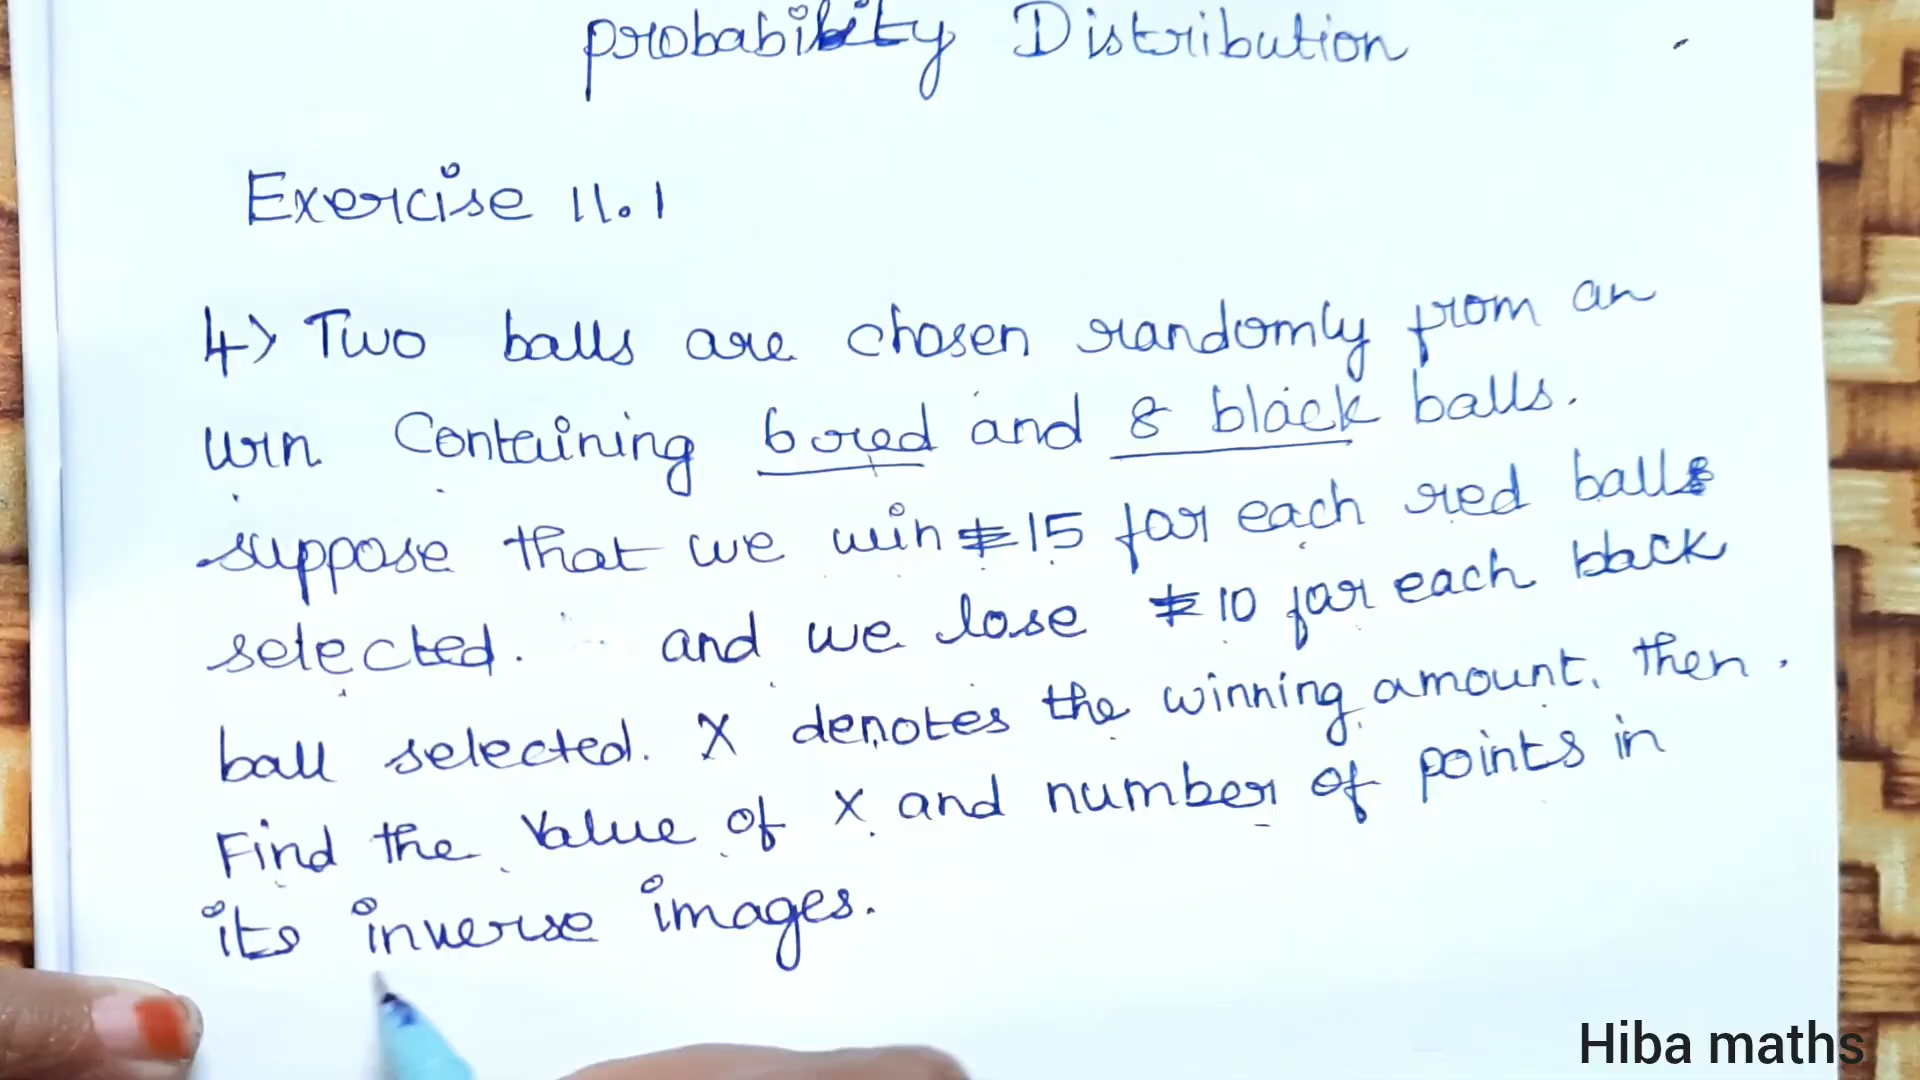 probability Distribution
Exercise 11.1
4) Two balls are chosen randomly from an
urn containing 6 red and 8 black balls.
suppose that we win ₹15 for each red balls
selected. and we lose ₹10 for each black
ball selected. X denotes the winning amount, then
Find the value of X and number of points in
its inverse images.
Hiba maths